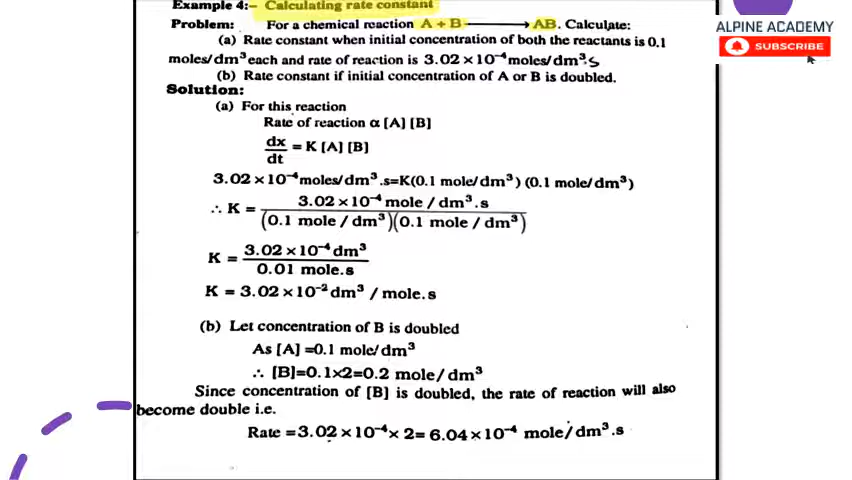 Example 4:- Calculating rate constant
Problem: For a chemical reaction A + B ⟶ AB. Calculate:
(a) Rate constant when initial concentration of both the reactants is 0.1
moles/dm³ each and rate of reaction is 3.02 × 10⁻⁴ moles/dm³.s
(b) Rate constant if initial concentration of A or B is doubled.
Solution:
(a) For this reaction
Rate of reaction α [A] [B]
dx/dt = K [A] [B]
3.02 × 10⁻⁴ moles/dm³ .s=K(0.1 mole/dm³) (0.1 mole/dm³)
∴ K = 3.02 × 10⁻⁴ mole / dm³ .s / (0.1 mole / dm³)(0.1 mole / dm³)
K = 3.02 × 10⁻⁴ dm³ / 0.01 mole.s
K = 3.02 × 10⁻² dm³ / mole.s
(b) Let concentration of B is doubled
As [A] =0.1 mole/dm³
∴ [B]=0.1×2=0.2 mole/dm³
Since concentration of [B] is doubled, the rate of reaction will also
become double i.e.
Rate = 3.02 × 10⁻⁴ × 2= 6.04 × 10⁻⁴ mole/dm³ .s
ALPINE ACADEMY
SUBSCRIBE